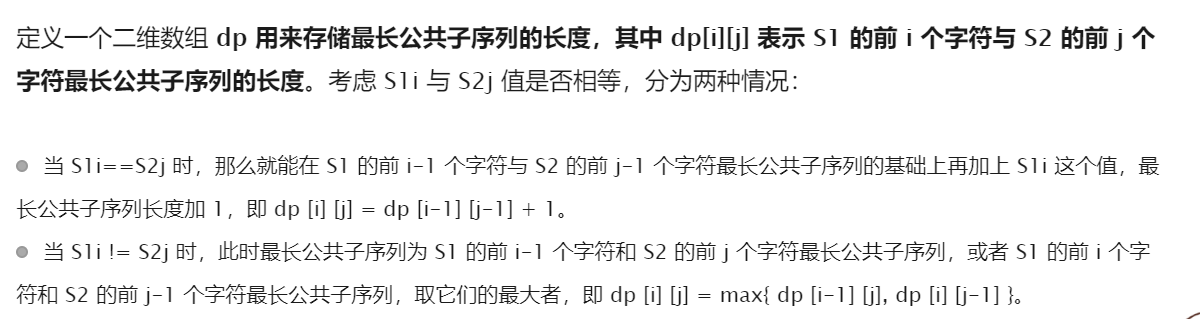 定义一个二维数组 dp 用来存储最长公共子序列的长度，其中 dp[i][j] 表示 S1 的前 i 个字符与 S2 的前 j 个
字符最长公共子序列的长度。考虑 S1i 与 S2j 值是否相等，分为两种情况：
● 当 S1i==S2j 时，那么就能在 S1 的前 i-1 个字符与 S2 的前 j-1 个字符最长公共子序列的基础上再加上 S1i 这个值，最
长公共子序列长度加 1，即 dp [i] [j] = dp [i-1] [j-1] + 1。
● 当 S1i != S2j 时，此时最长公共子序列为 S1 的前 i-1 个字符和 S2 的前 j 个字符最长公共子序列，或者 S1 的前 i 个字
符和 S2 的前 j-1 个字符最长公共子序列，取它们的最大者，即 dp [i] [j] = max{ dp [i-1] [j], dp [i] [j-1] }。